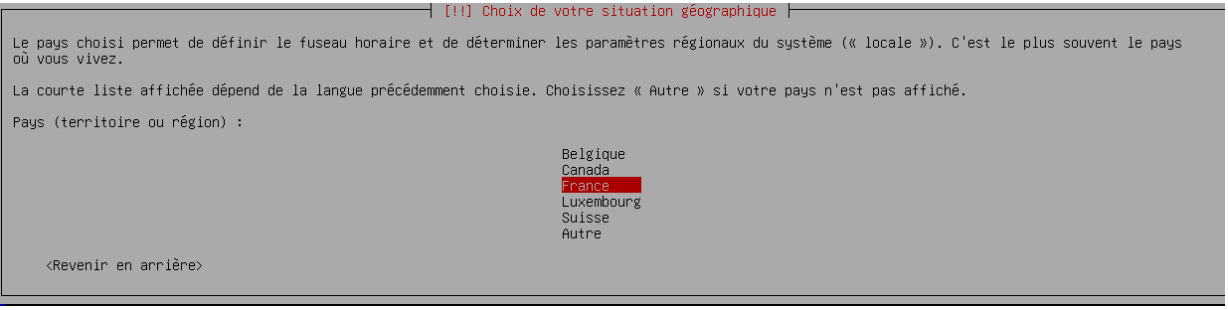 [!!] Choix de votre situation géographique
Le pays choisi permet de définir le fuseau horaire et de déterminer les paramètres régionaux du système (« locale »). C'est le plus souvent le pays
où vous vivez.
La courte liste affichée dépend de la langue précédemment choisie. Choisissez « Autre » si votre pays n'est pas affiché.
Pays (territoire ou région) :
Belgique
Canada
France
Luxembourg
Suisse
Autre
<Revenir en arrière>